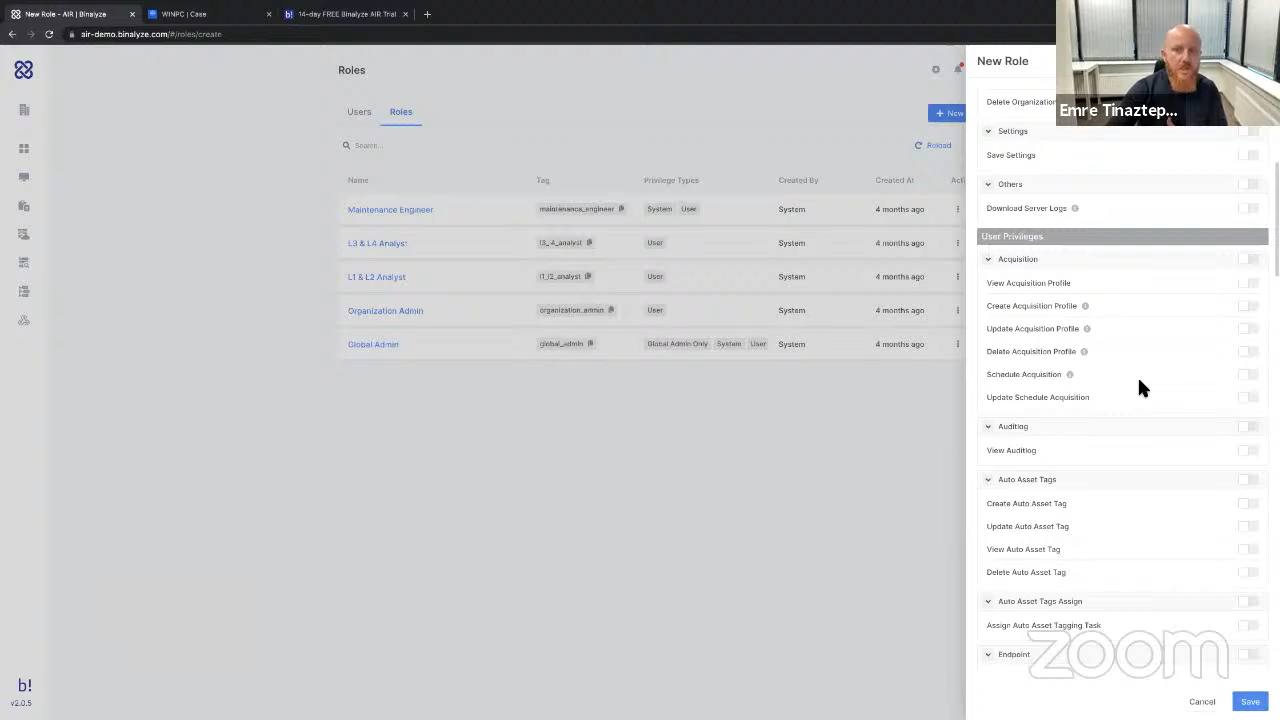 New Role - AIR | Binalyze
WINPC | Case
14-day FREE Binalyze AIR Trial
air-demo.binalyze.com/#/roles/create
Roles
Users
Roles
+ New
Search...
Reload
Name
Tag
Privilege Types
Created By
Created At
Acti
Maintenance Engineer
maintenance_engineer
System
User
System
4 months ago
L3 & L4 Analyst
l3_l4_analyst
User
System
4 months ago
L1 & L2 Analyst
l1_l2_analyst
User
System
4 months ago
Organization Admin
organization_admin
User
System
4 months ago
Global Admin
global_admin
Global Admin Only
System
User
System
4 months ago
b!
v2.0.5
New Role
Emre Tinaztep...
Delete Organization
Settings
Save Settings
Others
Download Server Logs
User Privileges
Acquisition
View Acquisition Profile
Create Acquisition Profile
Update Acquisition Profile
Delete Acquisition Profile
Schedule Acquisition
Update Schedule Acquisition
Auditlog
View Auditlog
Auto Asset Tags
Create Auto Asset Tag
Update Auto Asset Tag
View Auto Asset Tag
Delete Auto Asset Tag
Auto Asset Tags Assign
Assign Auto Asset Tagging Task
Endpoint
zoom
Cancel
Save